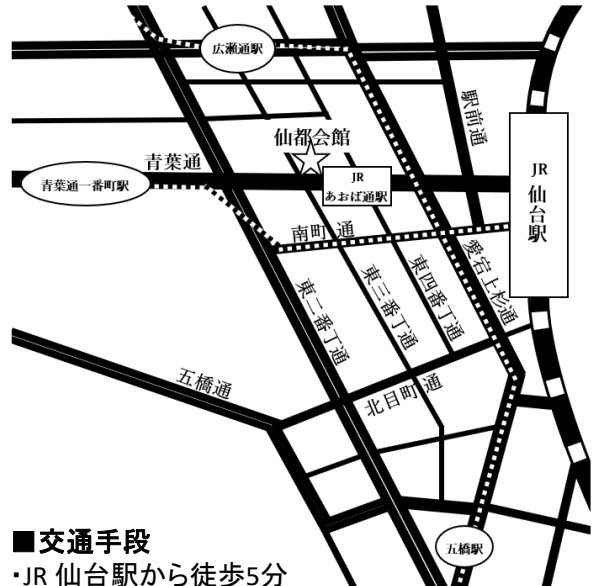 広瀬通駅
駅前通
仙都会館
青葉通
JR
あおば通駅
青葉通一番町駅
JR
仙台駅
南町 通
愛宕上杉通
東四番丁通
東三番丁通
東二番丁通
五橋通
北目町 通
五橋駅
■交通手段
・JR 仙台駅から徒歩5分